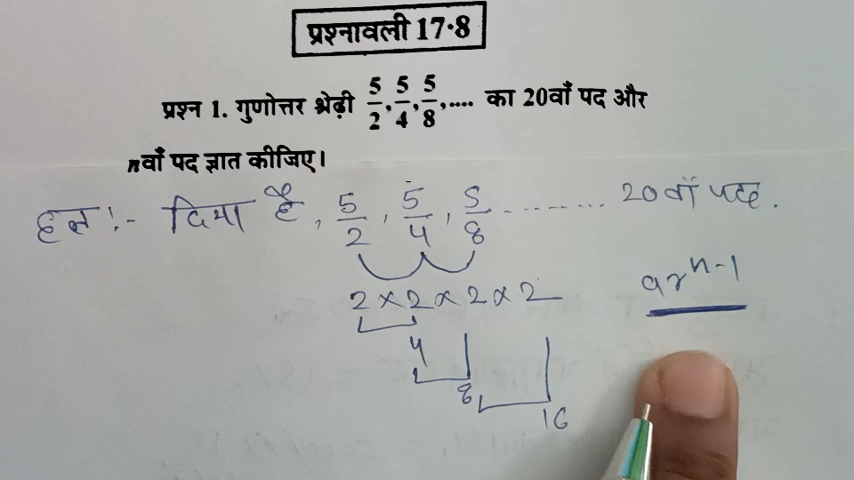 प्रश्नावली 17·8
प्रश्न 1. गुणोत्तर श्रेढ़ी 5/2, 5/4, 5/8, .... का 20वाँ पद और
nवाँ पद ज्ञात कीजिए।
हल :- दिया है, 5/2, 5/4, 5/8 ........ 20वाँ पद.
2 × 2 × 2 × 2
ar^n-1
4
8
16